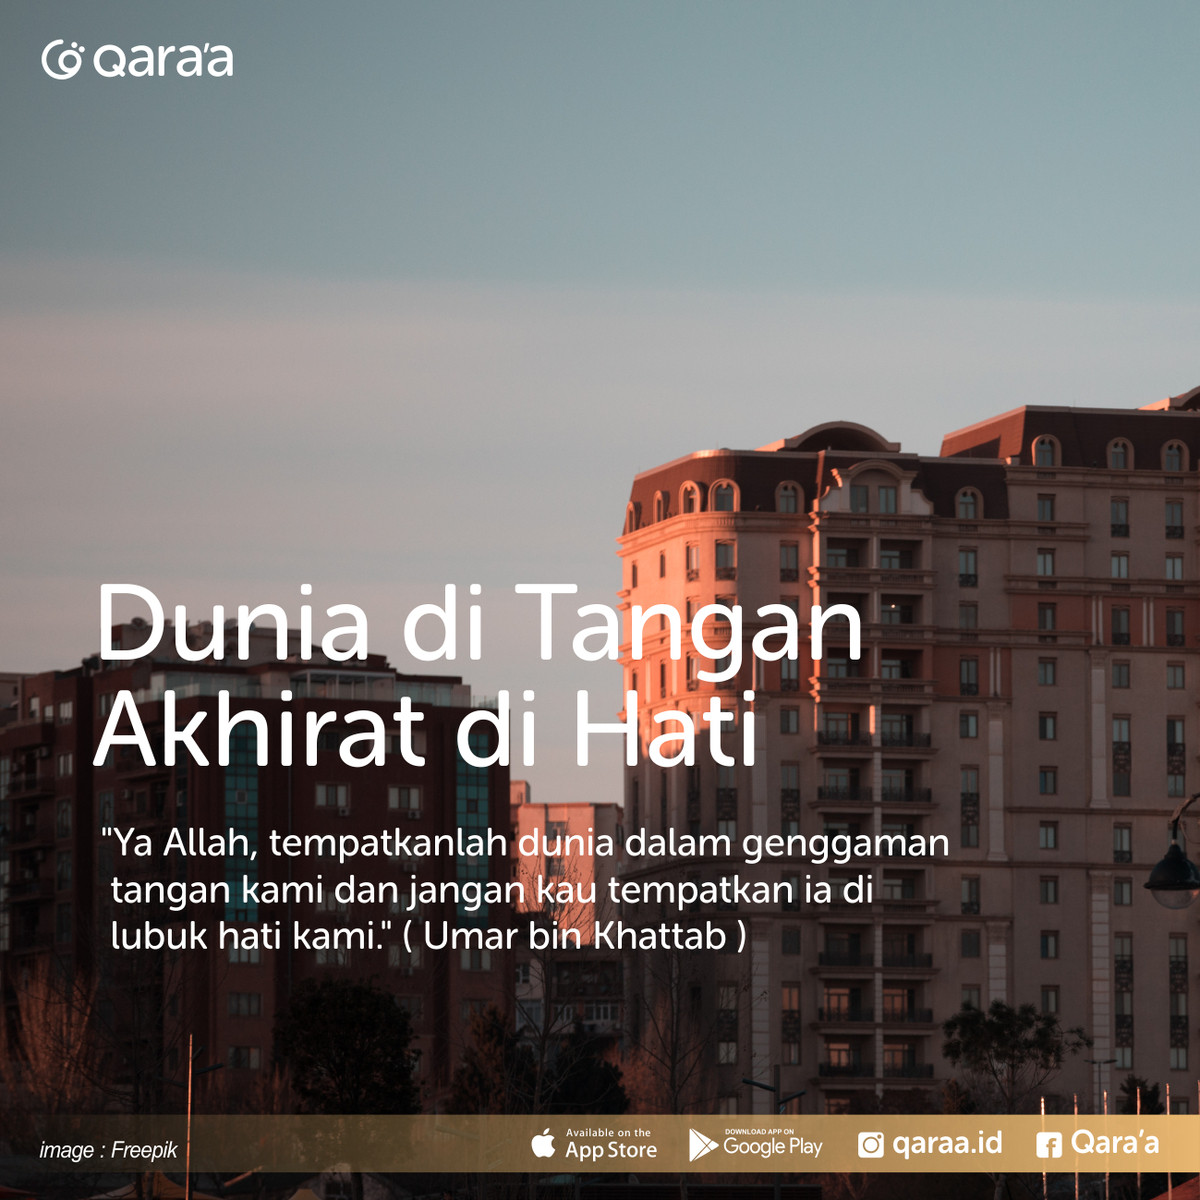 Qara'a
Dunia di Tangan
Akhirat di Hati
"Ya Allah, tempatkanlah dunia dalam genggaman
tangan kami dan jangan kau tempatkan ia di
lubuk hati kami." ( Umar bin Khattab )
image : Freepik
Available on the
App Store
DOWNLOAD APP ON
Google Play
qaraa.id
Qara'a